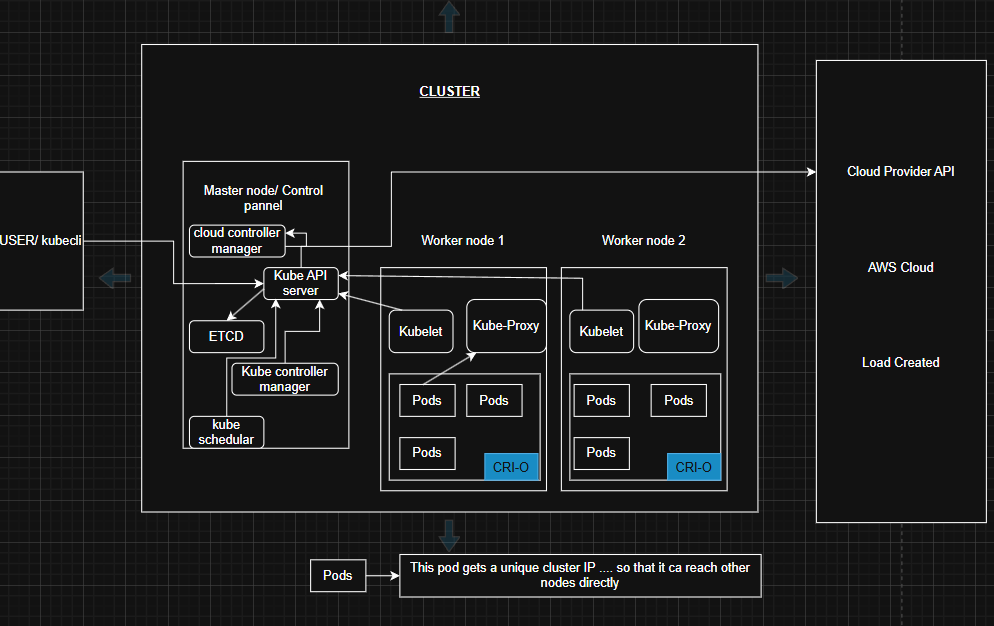 CLUSTER
Master node/ Control
pannel
cloud controller
manager
Kube API
server
ETCD
Kube controller
manager
kube
schedular
USER/ kubecli
Worker node 1
Kubelet
Kube-Proxy
Pods
Pods
Pods
CRI-O
Worker node 2
Kubelet
Kube-Proxy
Pods
Pods
Pods
CRI-O
Cloud Provider API
AWS Cloud
Load Created
Pods
This pod gets a unique cluster IP .... so that it ca reach other
nodes directly